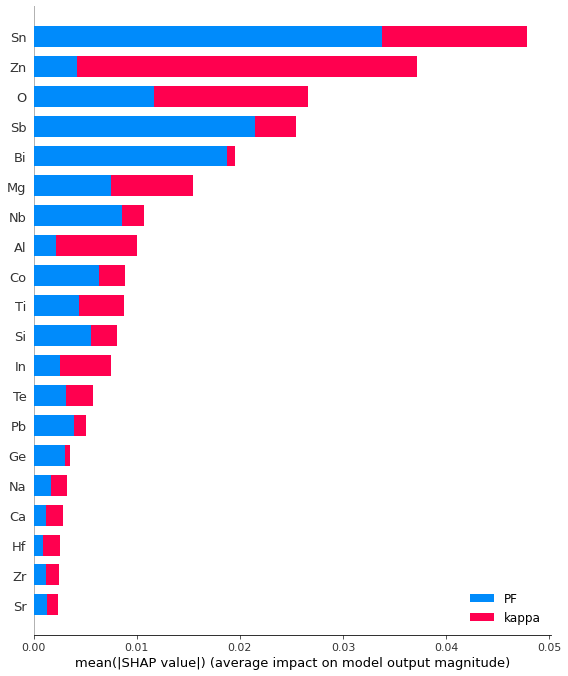 Sn
Zn
O
Sb
Bi
Mg
Nb
Al
Co
Ti
Si
In
Te
Pb
Ge
Na
Ca
Hf
Zr
Sr
PF
kappa
0.00 0.01 0.02 0.03 0.04 0.05
mean(|SHAP value|) (average impact on model output magnitude)